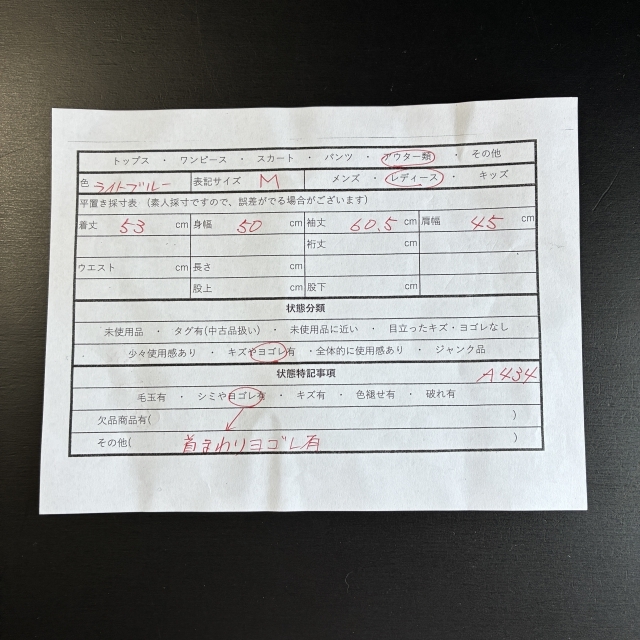 トップス ・ ワンピース ・ スカート ・ パンツ ・ アウター類 ・ その他
色 ライトブルー 表記サイズ M メンズ ・ レディース ・ キッズ
平置き採寸表 (素人採寸ですので、誤差がでる場合がございます)
着丈 53 cm 身幅 50 cm 袖丈 60.5 cm 肩幅 45 cm
裄丈 cm
ウエスト cm 長さ cm
股上 cm 股下 cm
状態分類
未使用品 ・ タグ有(中古品扱い) ・ 未使用品に近い ・ 目立ったキズ・ヨゴレなし
少々使用感あり ・ キズやヨゴレ有 ・全体的に使用感あり ・ ジャンク品
状態特記事項 A434
毛玉有 ・ シミやヨゴレ有 ・ キズ有 ・ 色褪せ有 ・ 破れ有
欠品商品有( )
その他( 首まわりヨゴレ有 )